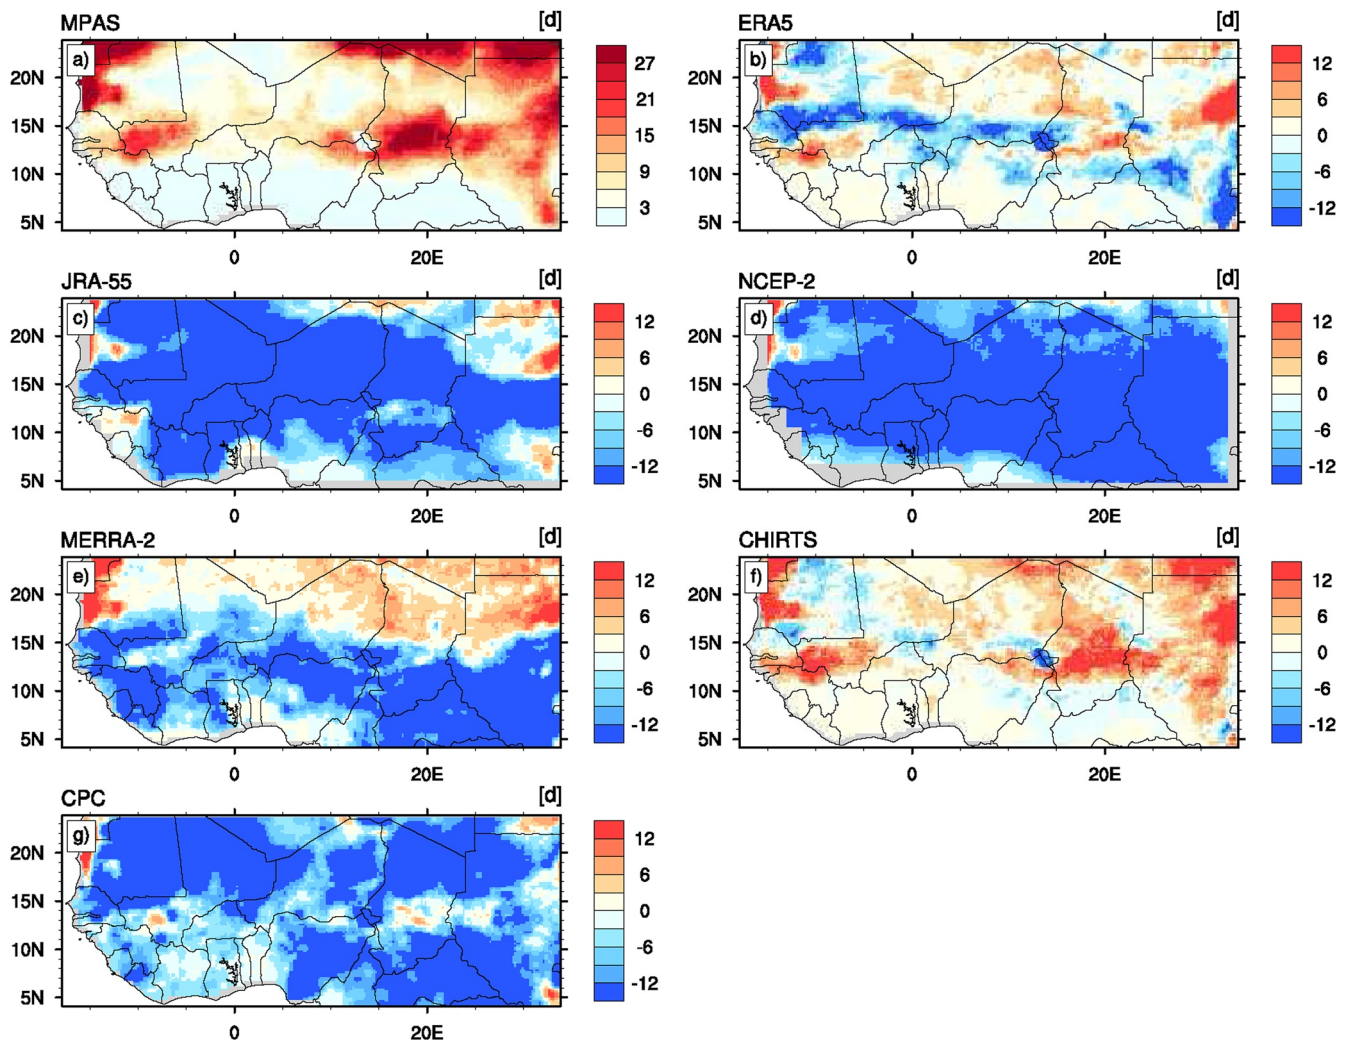 MPAS [d] ERA5 [d]
a) b)
20N 27 20N 12
21 6
15N 15 15N 0
10N 9 10N -6
5N 3 5N -12
0 20E 0 20E
JRA-55 [d] NCEP-2 [d]
c) d)
20N 12 20N 12
6 6
15N 0 15N 0
10N -6 10N -6
5N -12 5N -12
0 20E 0 20E
MERRA-2 [d] CHIRTS [d]
e) f)
20N 12 20N 12
6 6
15N 0 15N 0
10N -6 10N -6
5N -12 5N -12
0 20E 0 20E
CPC [d]
g)
20N 12
6
15N 0
10N -6
5N -12
0 20E